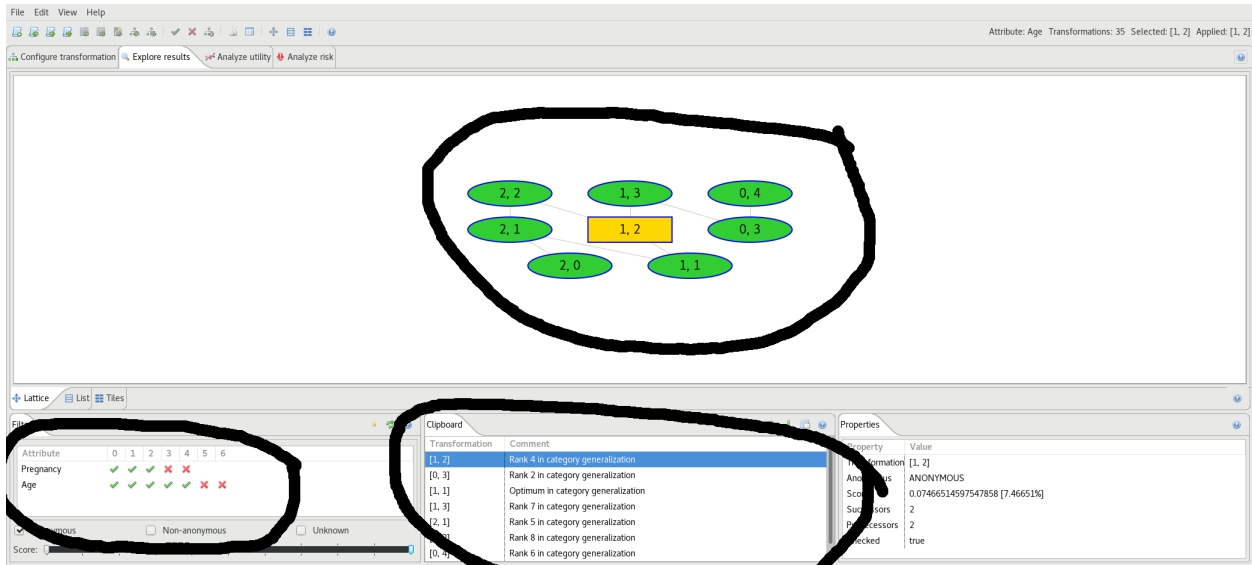 File Edit View Help
Attribute: Age Transformations: 35 Selected: [1, 2] Applied: [1, 2]
Configure transformation Explore results Analyze utility Analyze risk
2, 2 1, 3 0, 4
2, 1 1, 2 0, 3
2, 0 1, 1
Lattice List Tiles
Clipboard Properties
Attribute 0 1 2 3 4 5 6
Pregnancy
Age
Non-anonymous Unknown
Score:
Transformation Comment
[1, 2] Rank 4 in category generalization
[0, 3] Rank 2 in category generalization
[1, 1] Optimum in category generalization
[1, 3] Rank 7 in category generalization
[2, 1] Rank 5 in category generalization
Rank 8 in category generalization
[0, 4] Rank 6 in category generalization
Property Value
[1, 2]
ANONYMOUS
0.07466514597547858 [7.46651%]
2
2
true